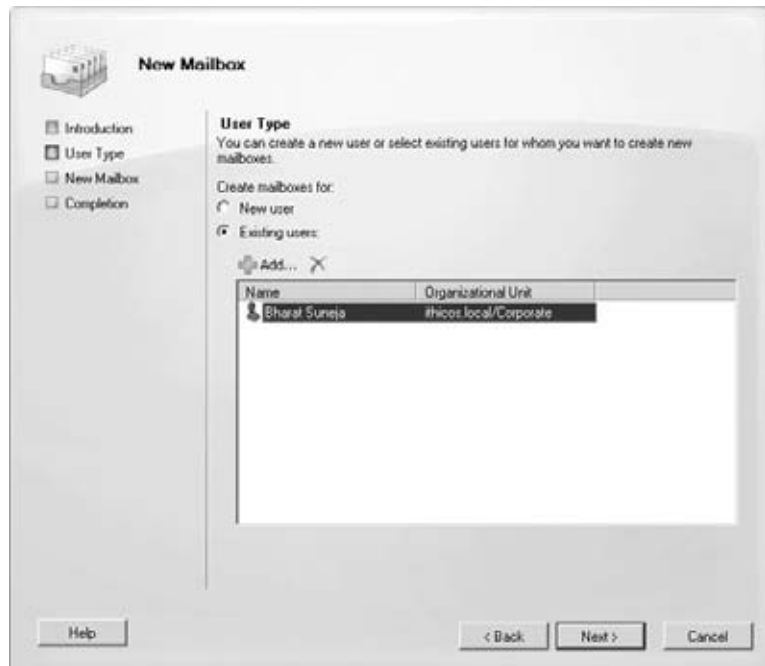 New Mailbox
Introduction
User Type
New Mailbox
Completion
User Type
You can create a new user or select existing users for whom you want to create new
mailboxes.
Create mailboxes for:
New user
Existing users:
Add...
Name Organizational Unit
Bharat Suneja ithicos.local/Corporate
Help < Back Next > Cancel